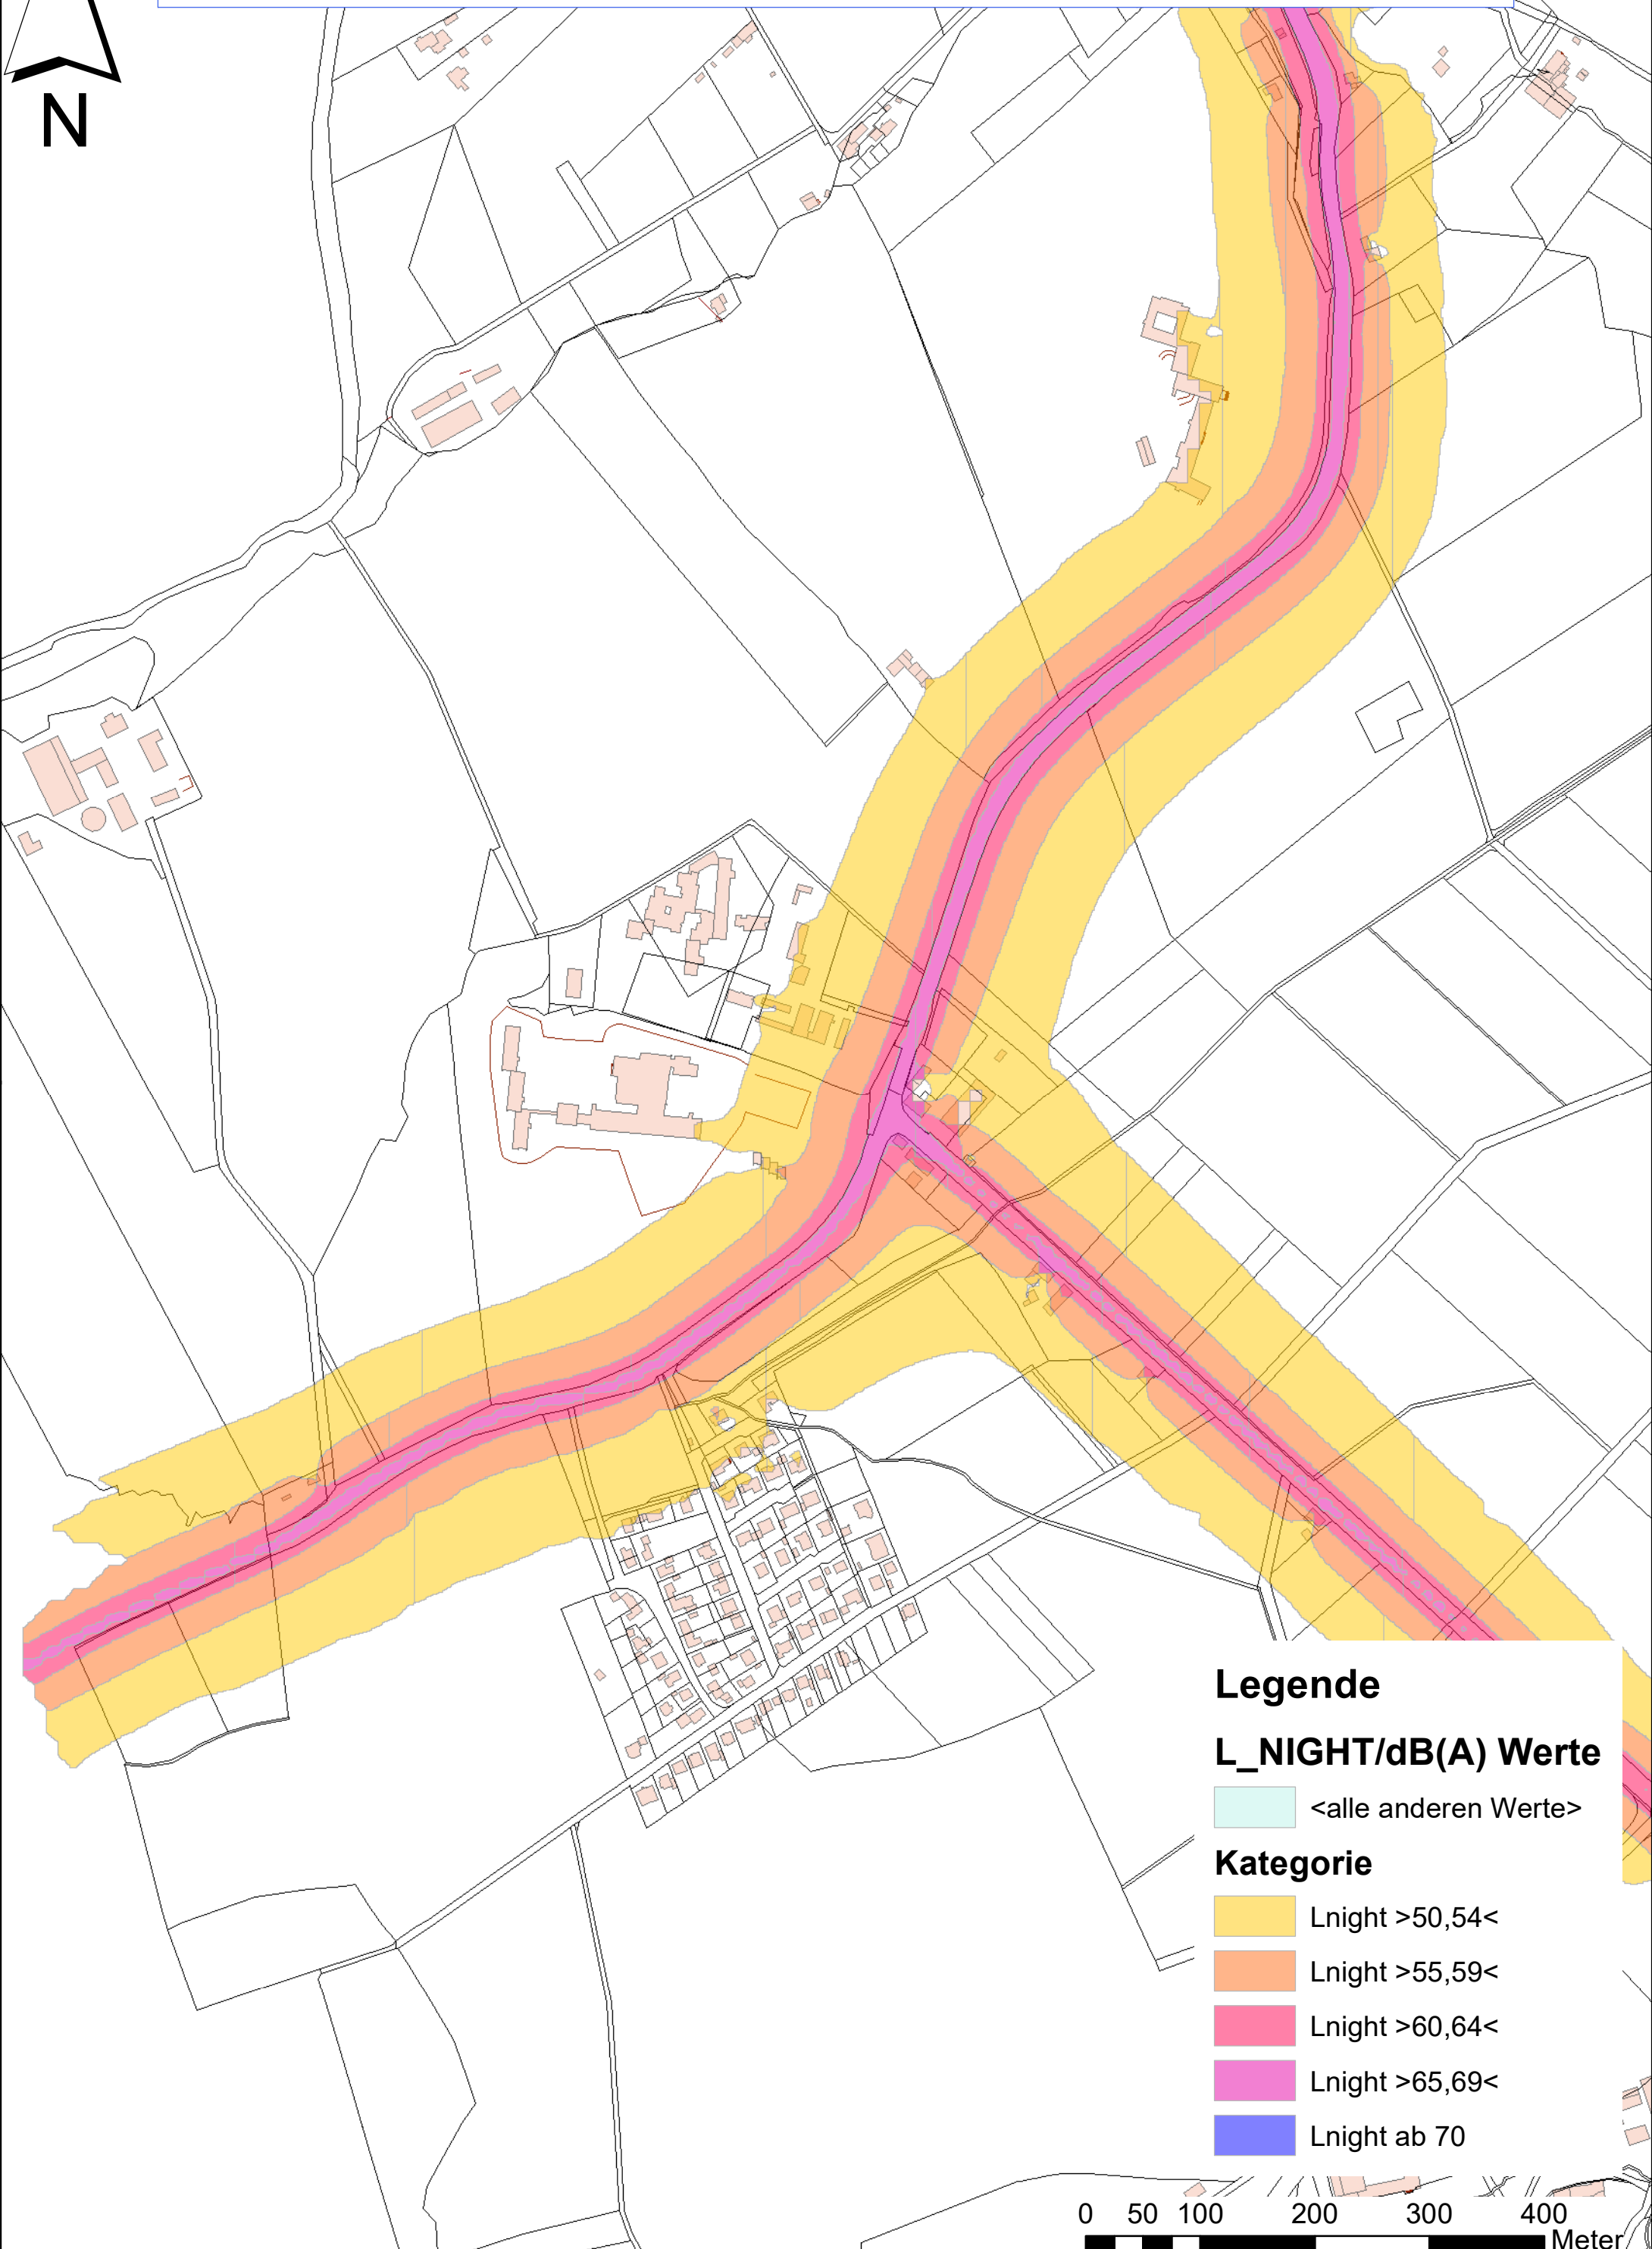 N
Legende
L_NIGHT/dB(A) Werte
<alle anderen Werte>
Kategorie
Lnight >50,54<
Lnight >55,59<
Lnight >60,64<
Lnight >65,69<
Lnight ab 70
0 50 100 200 300 400
Meter